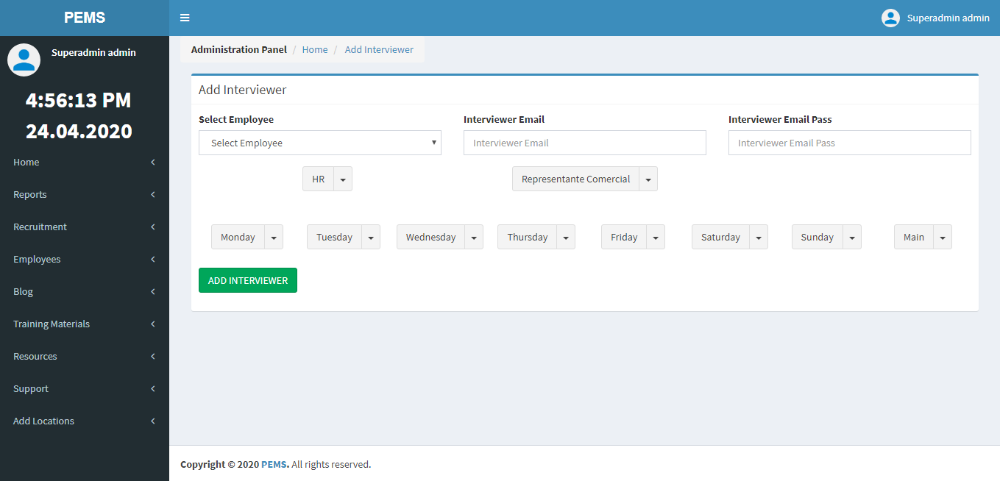 PEMS
Superadmin admin
Superadmin admin
4:56:13 PM
24.04.2020
Home
Reports
Recruitment
Employees
Blog
Training Materials
Resources
Support
Add Locations
Administration Panel / Home / Add Interviewer
Add Interviewer
Select Employee Interviewer Email Interviewer Email Pass
Select Employee Interviewer Email Interviewer Email Pass
HR Representante Comercial
Monday Tuesday Wednesday Thursday Friday Saturday Sunday Main
ADD INTERVIEWER
Copyright © 2020 PEMS. All rights reserved.